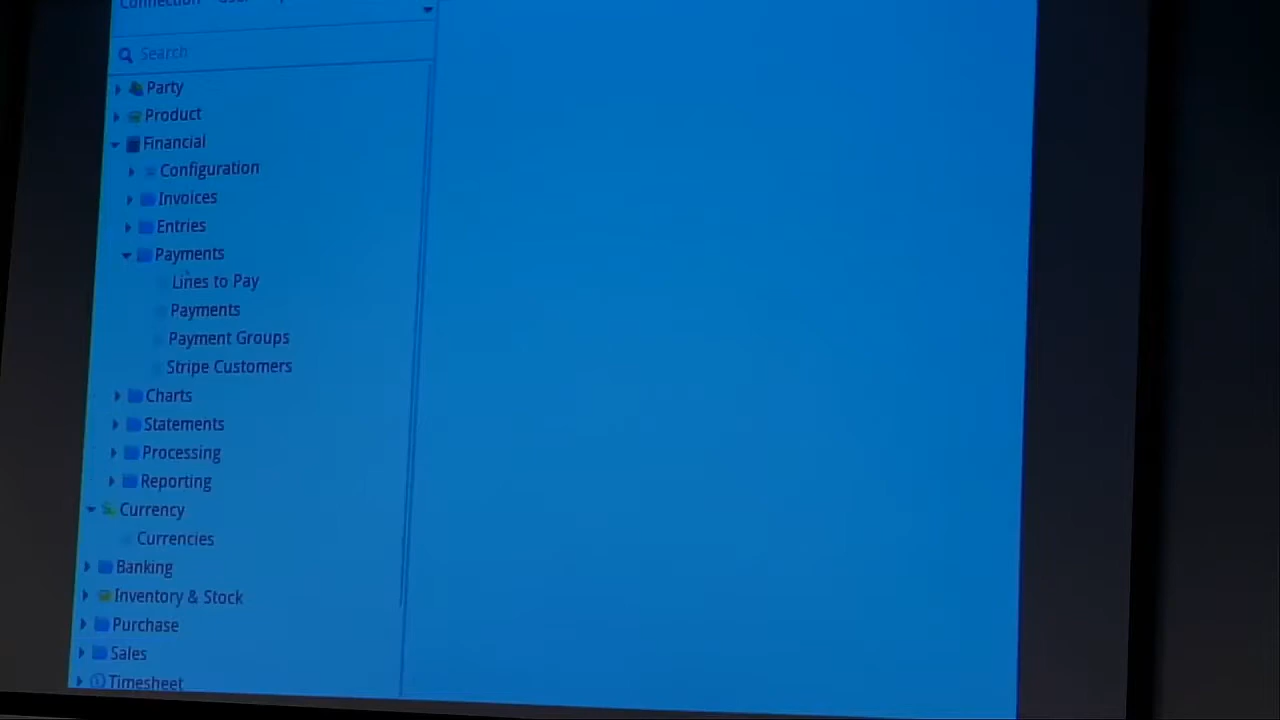 Search
Party
Product
Financial
Configuration
Invoices
Entries
Payments
Lines to Pay
Payments
Payment Groups
Stripe Customers
Charts
Statements
Processing
Reporting
Currency
Currencies
Banking
Inventory & Stock
Purchase
Sales
Timesheet